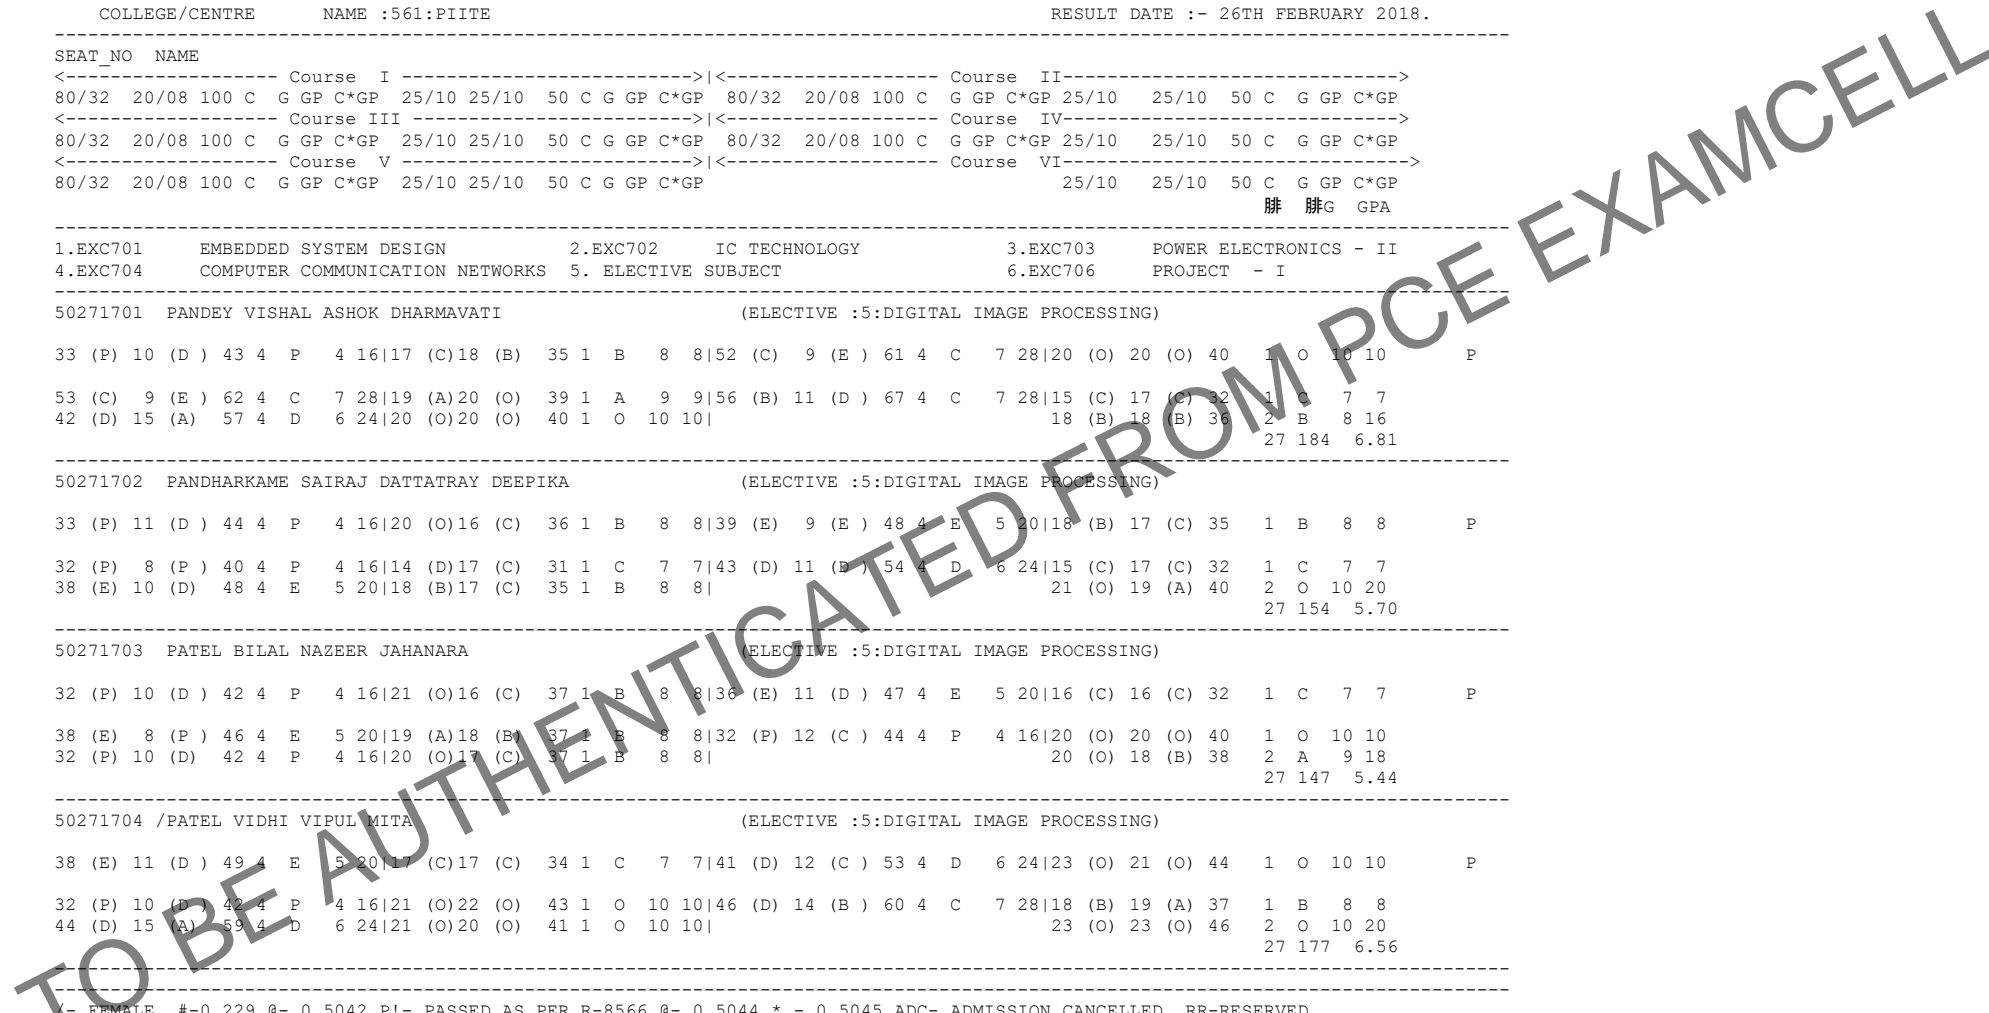 COLLEGE/CENTRE NAME :561:PIITE RESULT DATE :- 26TH FEBRUARY 2018.
SEAT_NO NAME
<------------------- Course I -------------------------->|<------------------- Course II------------------------------>
80/32 20/08 100 C G GP C*GP 25/10 25/10 50 C G GP C*GP 80/32 20/08 100 C G GP C*GP 25/10 25/10 50 C G GP C*GP
<------------------- Course III ------------------------->|<------------------- Course IV------------------------------>
80/32 20/08 100 C G GP C*GP 25/10 25/10 50 C G GP C*GP 80/32 20/08 100 C G GP C*GP 25/10 25/10 50 C G GP C*GP
<------------------- Course V -------------------------->|<------------------- Course VI------------------------------->
80/32 20/08 100 C G GP C*GP 25/10 25/10 50 C G GP C*GP 25/10 25/10 50 C G GP C*GP
腓 腓G GPA
1.EXC701 EMBEDDED SYSTEM DESIGN 2.EXC702 IC TECHNOLOGY 3.EXC703 POWER ELECTRONICS - II
4.EXC704 COMPUTER COMMUNICATION NETWORKS 5. ELECTIVE SUBJECT 6.EXC706 PROJECT - I
50271701 PANDEY VISHAL ASHOK DHARMAVATI (ELECTIVE :5:DIGITAL IMAGE PROCESSING)
33 (P) 10 (D ) 43 4 P 4 16|17 (C)18 (B) 35 1 B 8 8|52 (C) 9 (E ) 61 4 C 7 28|20 (O) 20 (O) 40 1 O 10 10 P
53 (C) 9 (E ) 62 4 C 7 28|19 (A)20 (O) 39 1 A 9 9|56 (B) 11 (D ) 67 4 C 7 28|15 (C) 17 (C) 32 1 C 7 7
42 (D) 15 (A) 57 4 D 6 24|20 (O)20 (O) 40 1 O 10 10| 18 (B) 18 (B) 36 2 B 8 16
27 184 6.81
50271702 PANDHARKAME SAIRAJ DATTATRAY DEEPIKA (ELECTIVE :5:DIGITAL IMAGE PROCESSING)
33 (P) 11 (D ) 44 4 P 4 16|20 (O)16 (C) 36 1 B 8 8|39 (E) 9 (E ) 48 4 E 5 20|18 (B) 17 (C) 35 1 B 8 8 P
32 (P) 8 (P ) 40 4 P 4 16|14 (D)17 (C) 31 1 C 7 7|43 (D) 11 (D ) 54 4 D 6 24|15 (C) 17 (C) 32 1 C 7 7
38 (E) 10 (D) 48 4 E 5 20|18 (B)17 (C) 35 1 B 8 8| 21 (O) 19 (A) 40 2 O 10 20
27 154 5.70
50271703 PATEL BILAL NAZEER JAHANARA (ELECTIVE :5:DIGITAL IMAGE PROCESSING)
32 (P) 10 (D ) 42 4 P 4 16|21 (O)16 (C) 37 1 B 8 8|36 (E) 11 (D ) 47 4 E 5 20|16 (C) 16 (C) 32 1 C 7 7 P
38 (E) 8 (P ) 46 4 E 5 20|19 (A)18 (B) 37 1 B 8 8|32 (P) 12 (C ) 44 4 P 4 16|20 (O) 20 (O) 40 1 O 10 10
32 (P) 10 (D) 42 4 P 4 16|20 (O)17 (C) 37 1 B 8 8| 20 (O) 18 (B) 38 2 A 9 18
27 147 5.44
50271704 /PATEL VIDHI VIPUL MITA (ELECTIVE :5:DIGITAL IMAGE PROCESSING)
38 (E) 11 (D ) 49 4 E 5 20|17 (C)17 (C) 34 1 C 7 7|41 (D) 12 (C ) 53 4 D 6 24|23 (O) 21 (O) 44 1 O 10 10 P
32 (P) 10 (D ) 42 4 P 4 16|21 (O)22 (O) 43 1 O 10 10|46 (D) 14 (B ) 60 4 C 7 28|18 (B) 19 (A) 37 1 B 8 8
44 (D) 15 (A) 59 4 D 6 24|21 (O)20 (O) 41 1 O 10 10| 23 (O) 23 (O) 46 2 O 10 20
27 177 6.56
/- FEMALE, #-0.229 @- 0.5042 P!- PASSED AS PER R-8566 @- 0.5044 * - 0.5045 ADC- ADMISSION CANCELLED, RR-RESERVED
TO BE AUTHENTICATED FROM PCE EXAMCELL